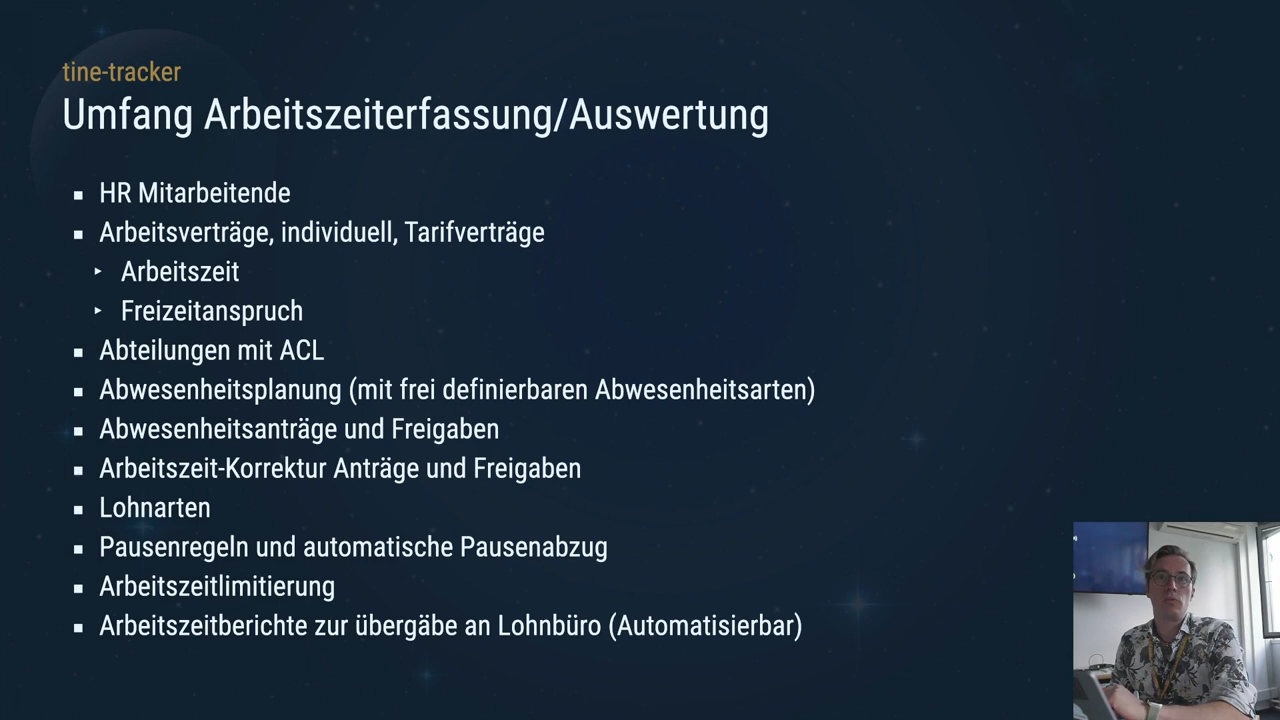 tine-tracker
Umfang Arbeitszeiterfassung/Auswertung
HR Mitarbeitende
Arbeitsverträge, individuell, Tarifverträge
Arbeitszeit
Freizeitanspruch
Abteilungen mit ACL
Abwesenheitsplanung (mit frei definierbaren Abwesenheitsarten)
Abwesenheitsanträge und Freigaben
Arbeitszeit-Korrektur Anträge und Freigaben
Lohnarten
Pausenregeln und automatische Pausenabzug
Arbeitszeitlimitierung
Arbeitszeitberichte zur übergäbe an Lohnbüro (Automatisierbar)